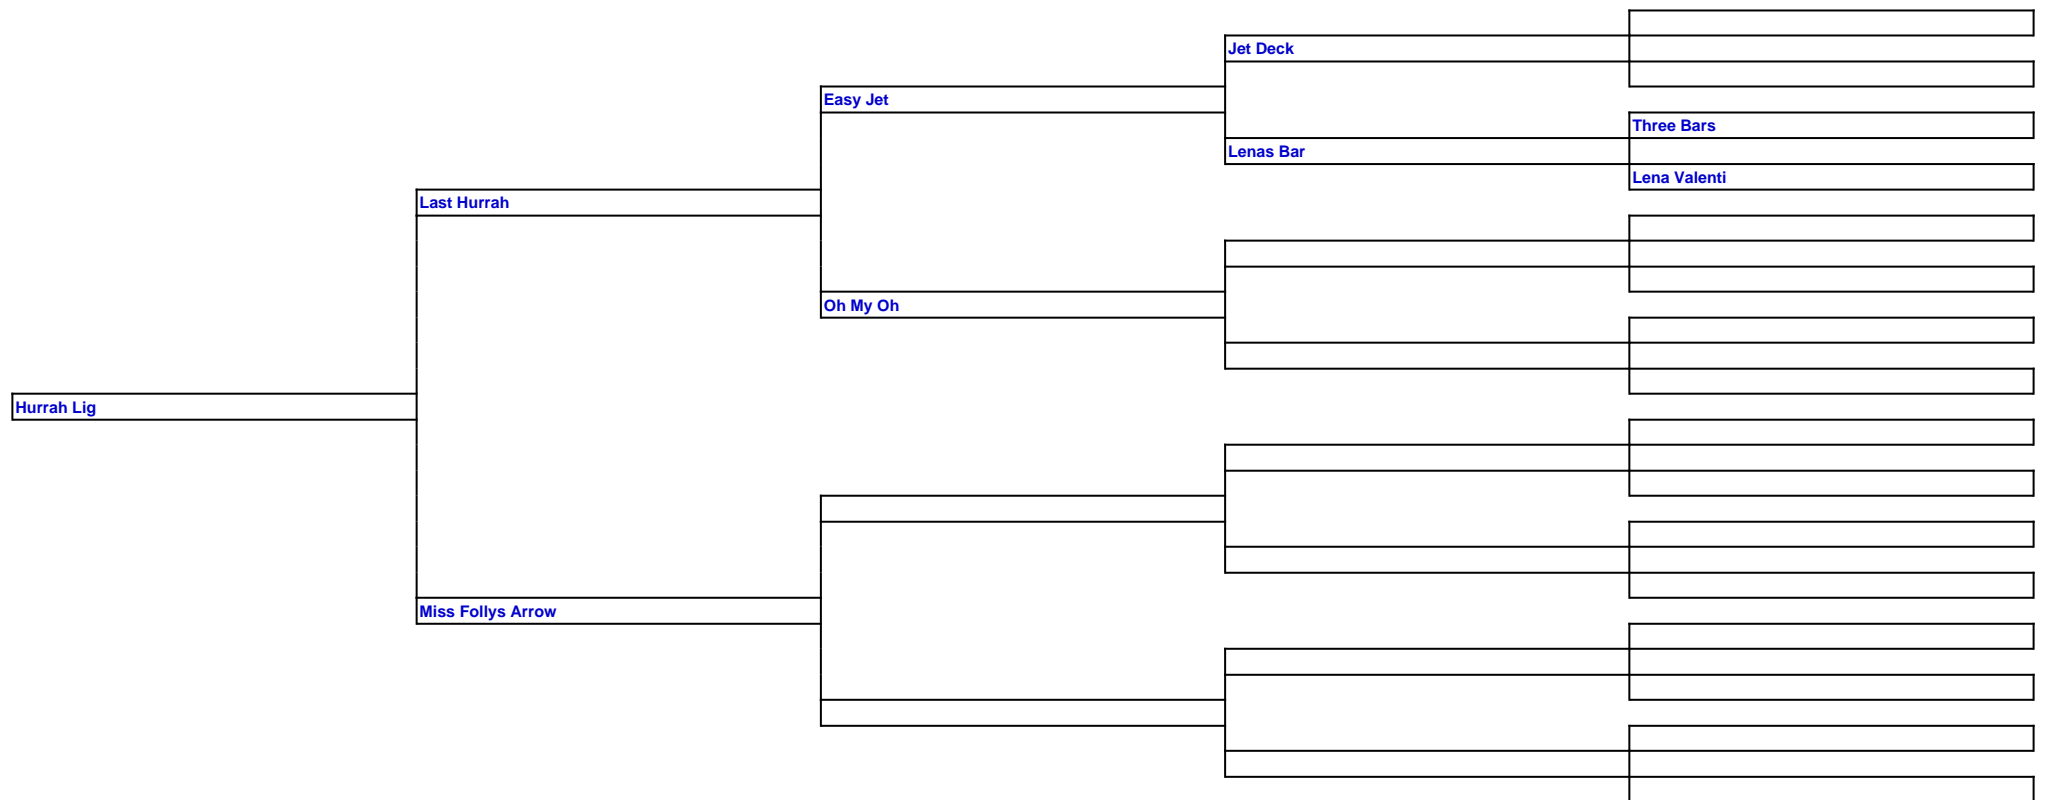 Jet Deck
Easy Jet
Three Bars
Lenas Bar
Lena Valenti
Last Hurrah
Oh My Oh
Hurrah Lig
Miss Follys Arrow